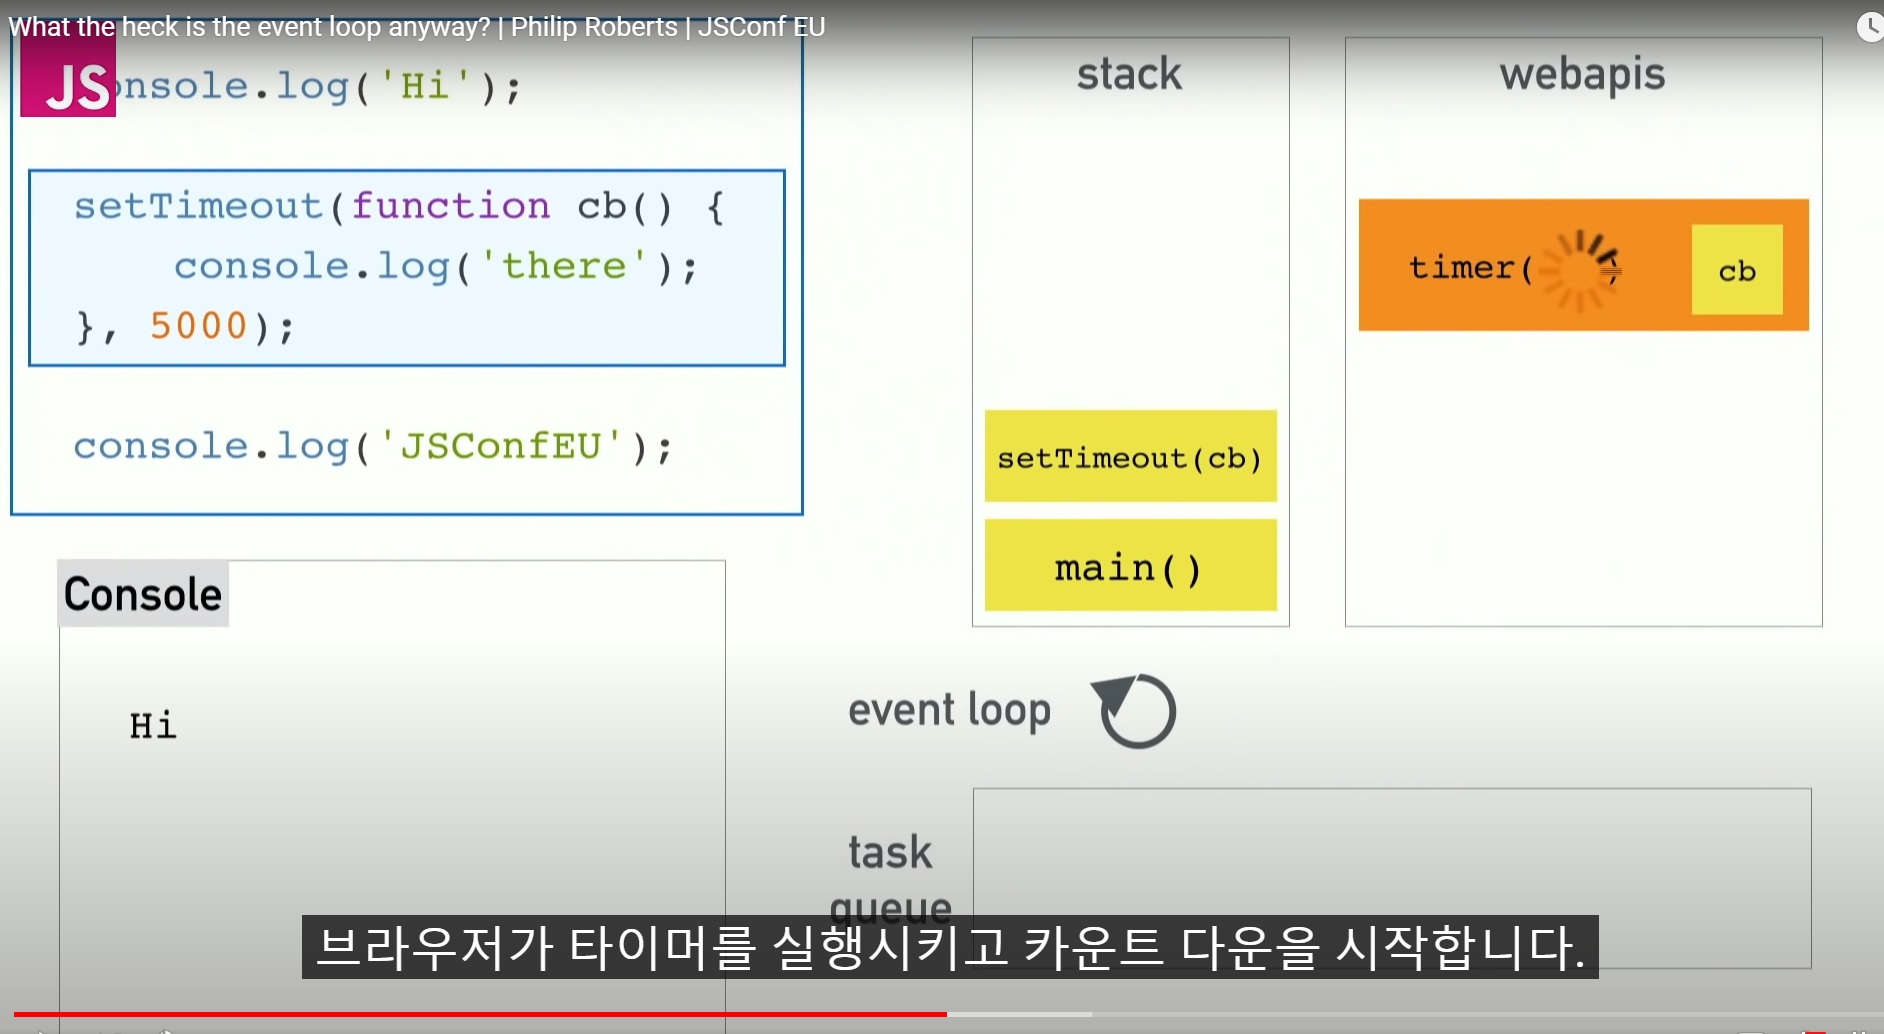 What the heck is the event loop anyway? | Philip Roberts | JSConf EU
JS
onsole.log('Hi');
setTimeout(function cb() {
console.log('there');
}, 5000);
console.log('JSConfEU');
Console
Hi
stack
setTimeout(cb)
main()
webapis
timer(
cb
event loop
task
queue
브라우저가 타이머를 실행시키고 카운트 다운을 시작합니다.